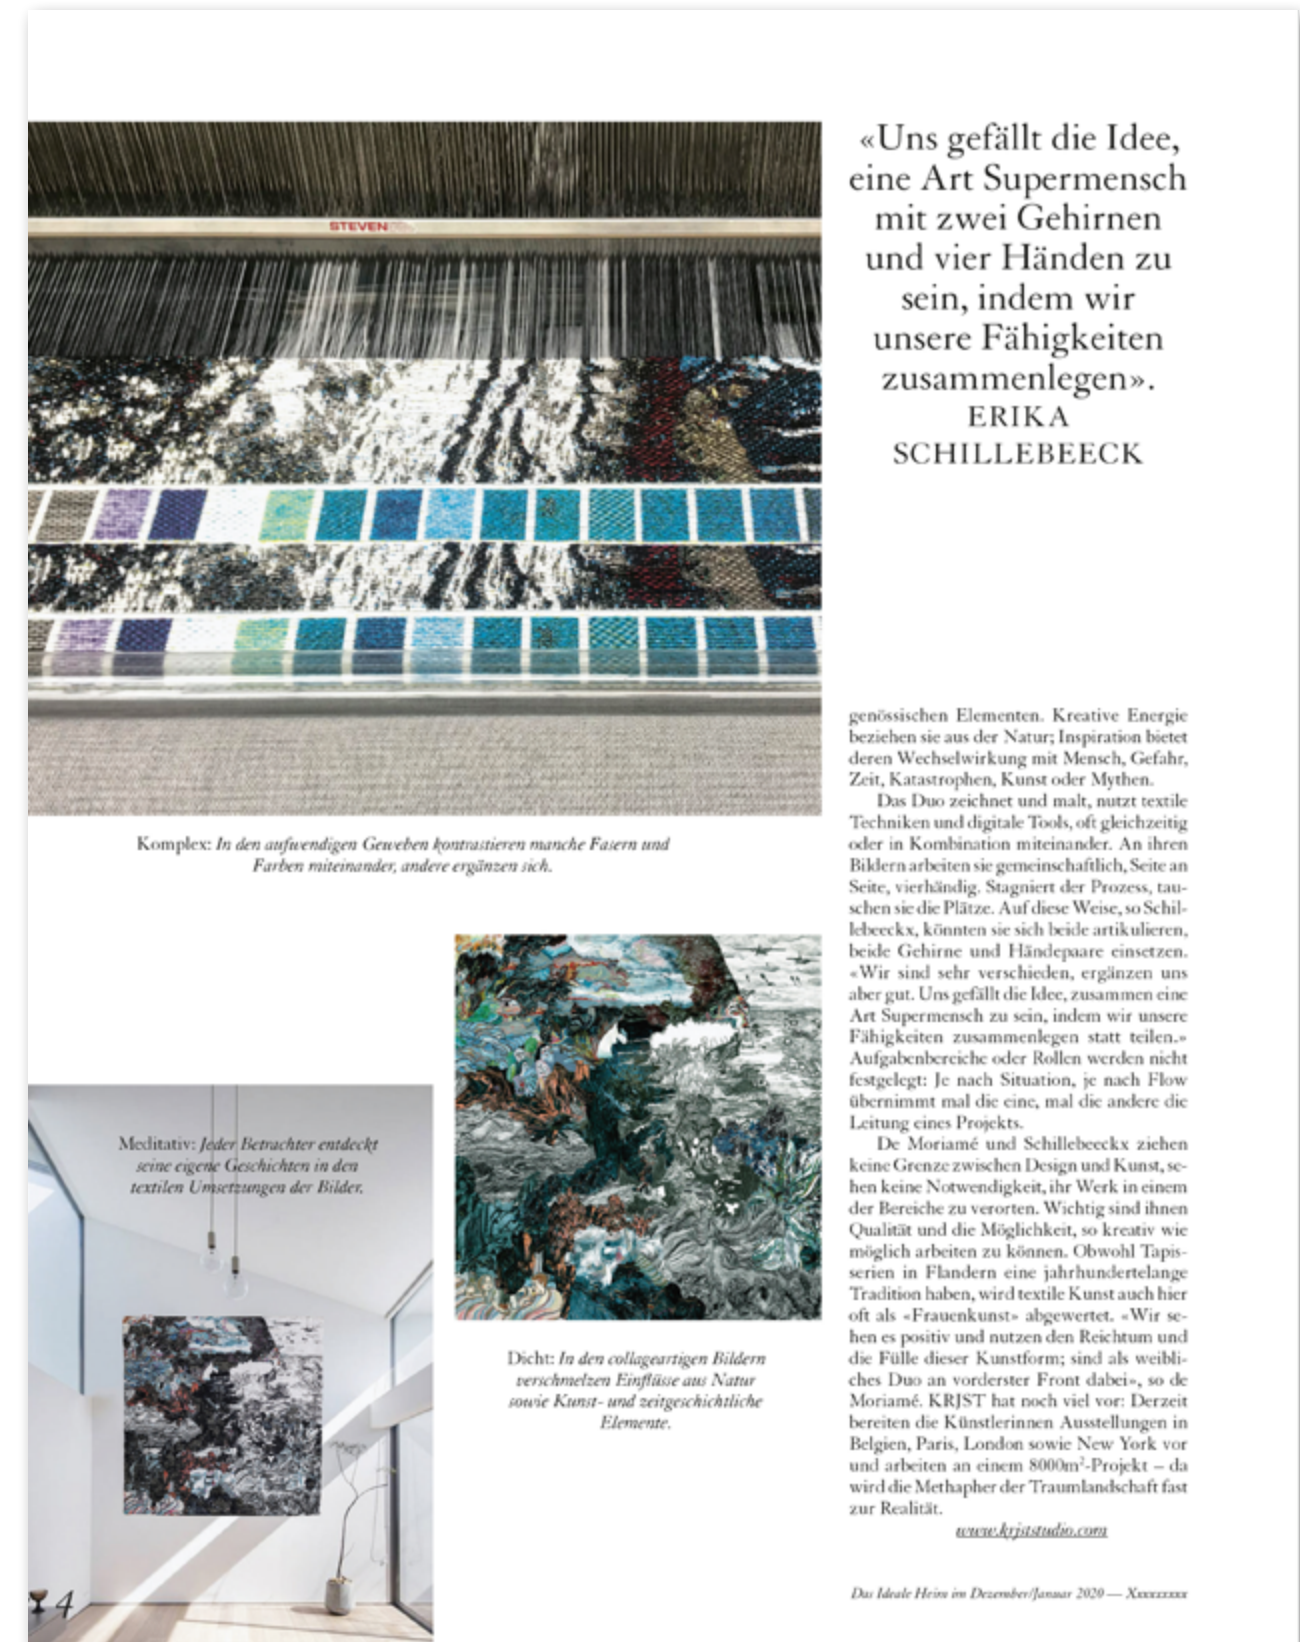 STEVEN
«Uns gefällt die Idee,
eine Art Supermensch
mit zwei Gehirnen
und vier Händen zu
sein, indem wir
unsere Fähigkeiten
zusammenlegen».
ERIKA
SCHILLEBEECK
Komplex: In den aufwendigen Geweben kontrastieren manche Fasern und
Farben miteinander, andere ergänzen sich.
Meditativ: Jeder Betrachter entdeckt
seine eigene Geschichten in den
textilen Umsetzungen der Bilder.
Dicht: In den collageartigen Bildern
verschmelzen Einflüsse aus Natur
sowie Kunst- und zeitgeschichtliche
Elemente.
genössischen Elementen. Kreative Energie
beziehen sie aus der Natur; Inspiration bietet
deren Wechselwirkung mit Mensch, Gefahr,
Zeit, Katastrophen, Kunst oder Mythen.
Das Duo zeichnet und malt, nutzt textile
Techniken und digitale Tools, oft gleichzeitig
oder in Kombination miteinander. An ihren
Bildern arbeiten sie gemeinschaftlich, Seite an
Seite, vierhändig. Stagniert der Prozess, tau-
schen sie die Plätze. Auf diese Weise, so Schil-
lebeeckx, könnten sie sich beide artikulieren,
beide Gehirne und Händepaare einsetzen.
«Wir sind sehr verschieden, ergänzen uns
aber gut. Uns gefällt die Idee, zusammen eine
Art Supermensch zu sein, indem wir unsere
Fähigkeiten zusammenlegen statt teilen.»
Aufgabenbereiche oder Rollen werden nicht
festgelegt: Je nach Situation, je nach Flow
übernimmt mal die eine, mal die andere die
Leitung eines Projekts.
De Moriamé und Schillebeeckx ziehen
keine Grenze zwischen Design und Kunst, se-
hen keine Notwendigkeit, ihr Werk in einem
der Bereiche zu verorten. Wichtig sind ihnen
Qualität und die Möglichkeit, so kreativ wie
möglich arbeiten zu können. Obwohl Tapis-
serien in Flandern eine jahrhundertelange
Tradition haben, wird textile Kunst auch hier
oft als «Frauenkunst» abgewertet. «Wir se-
hen es positiv und nutzen den Reichtum und
die Fülle dieser Kunstform; sind als weibli-
ches Duo an vorderster Front dabei», so de
Moriamé. KRJST hat noch viel vor: Derzeit
bereiten die Künstlerinnen Ausstellungen in
Belgien, Paris, London sowie New York vor
und arbeiten an einem 8000m²-Projekt – da
wird die Methapher der Traumlandschaft fast
zur Realität.
www.krjststudio.com
4
Das Ideale Heim im Dezember/Januar 2020 — Xxxxxxxxx